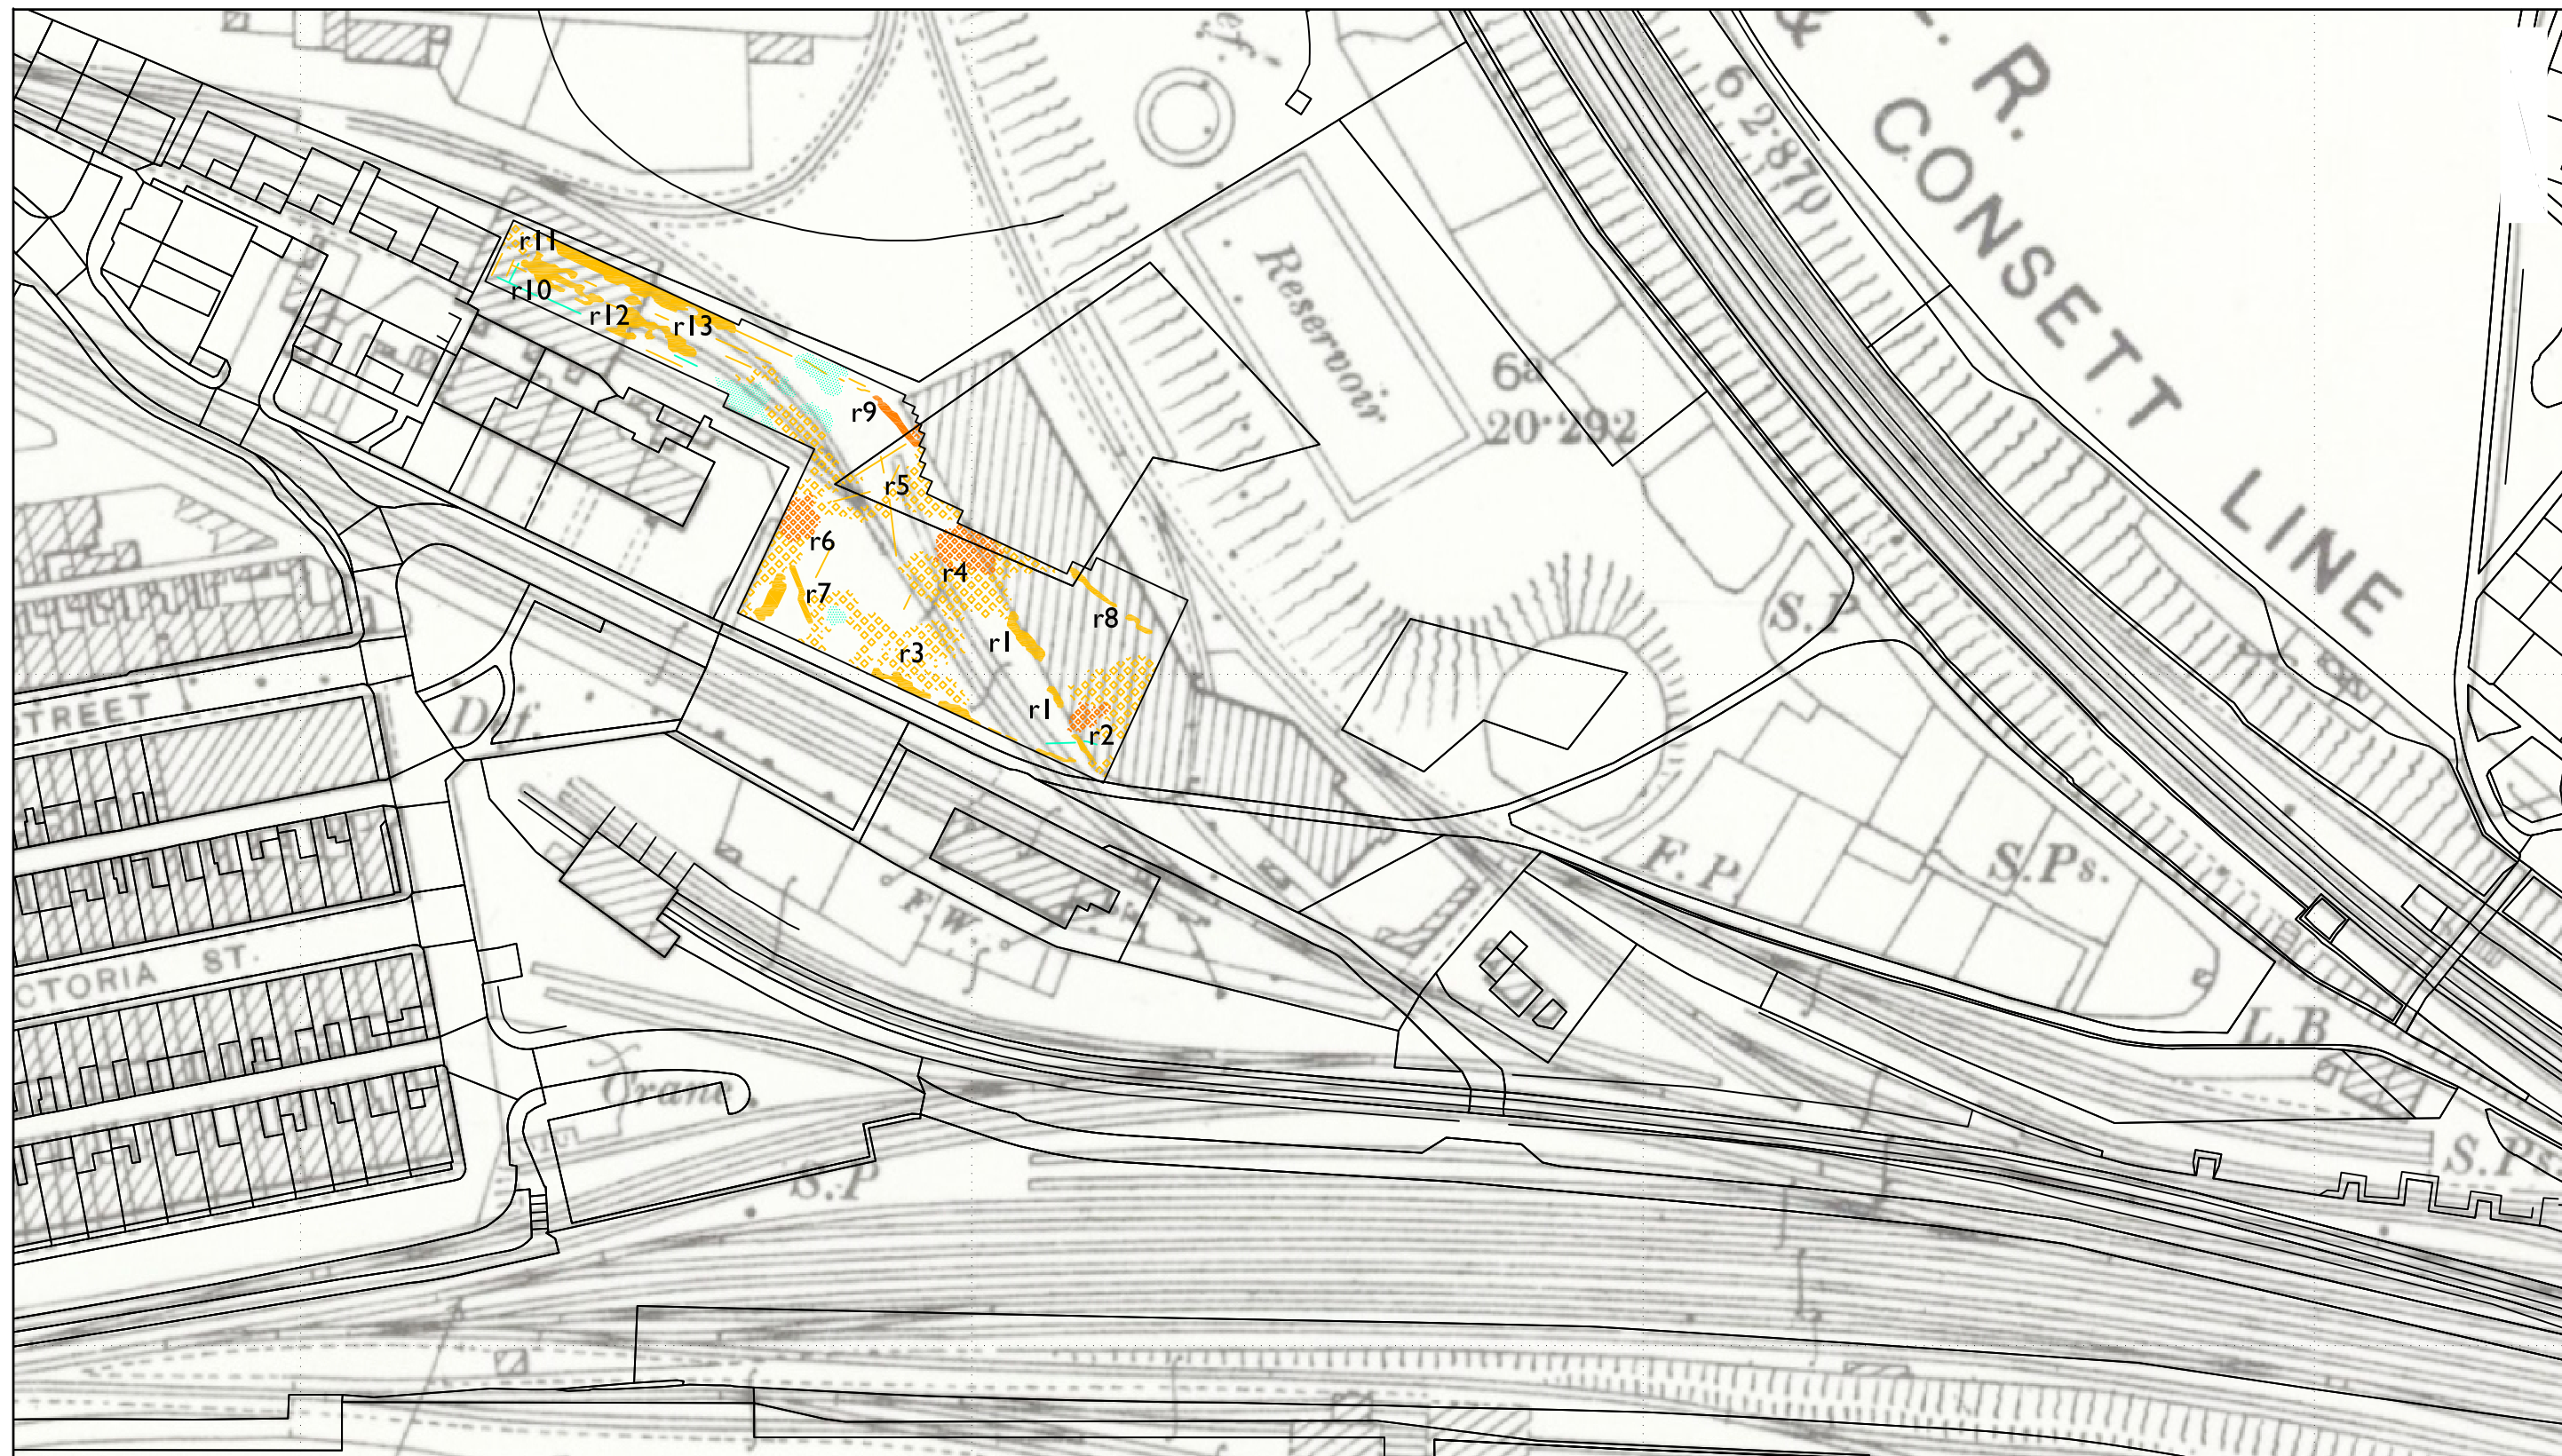 R.
& CONSETT LINE
62·870
Reservoir
6a
20·292
r11
r10
r12
r13
r9
r5
r6
r4
r7
r8
r1
r3
r1
r2
S.P
STREET
F.P.
S.Ps.
F.W.
CTORIA ST.
L.B.
Crane.
S.P
S.Ps.